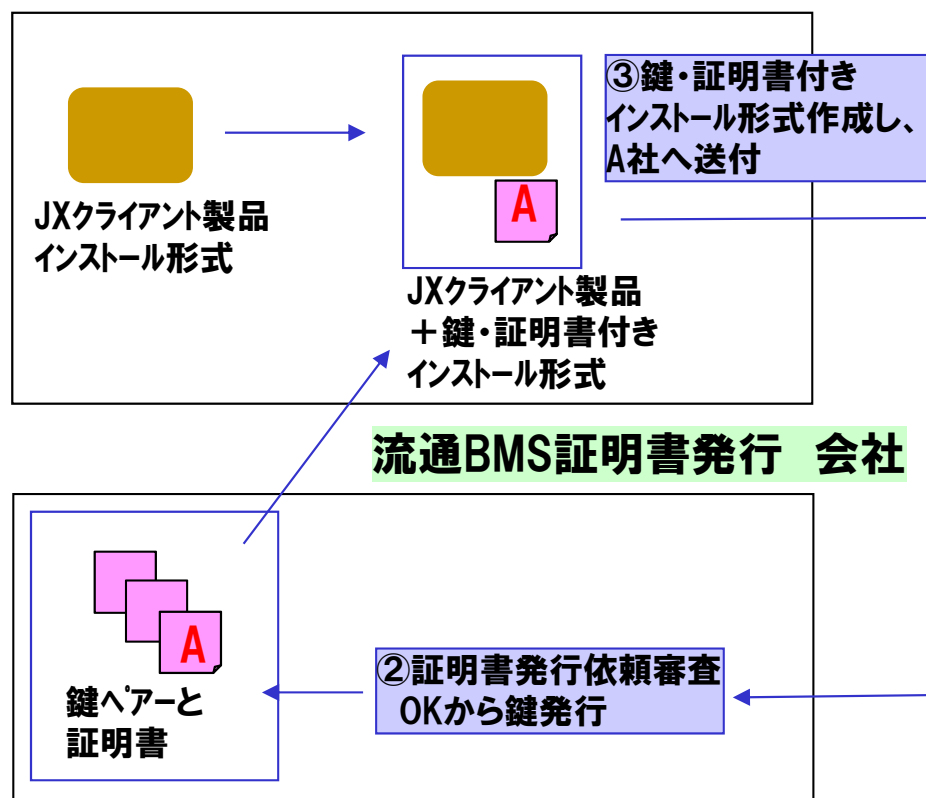 ③鍵・証明書付き
インストール形式作成し、
A社へ送付
A
JXクライアント製品
インストール形式
JXクライアント製品
＋鍵・証明書付き
インストール形式
流通BMS証明書発行　会社
A
鍵ペアーと
証明書
②証明書発行依頼審査
OKから鍵発行